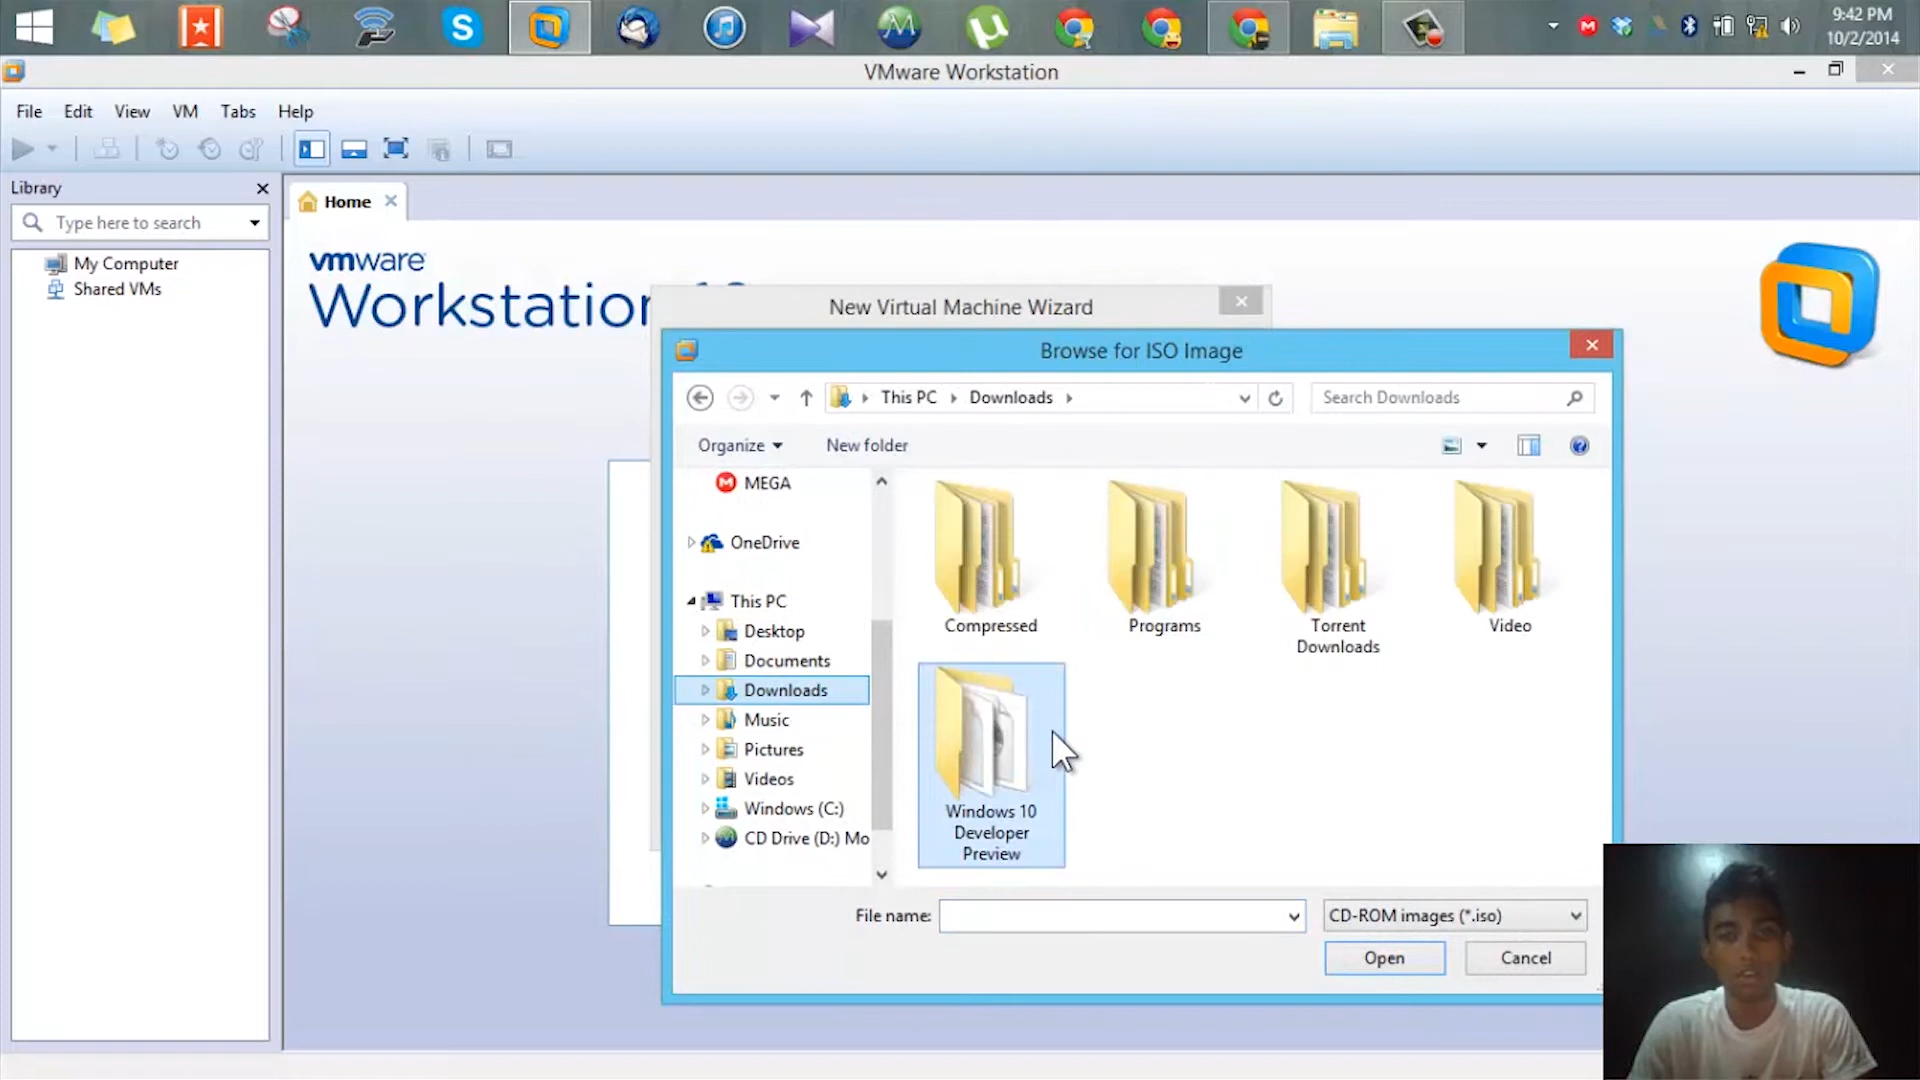 9:42 PM
10/2/2014
VMware Workstation
File Edit View VM Tabs Help
Library
Home
Type here to search
My Computer
Shared VMs
vmware
Workstation
New Virtual Machine Wizard
Browse for ISO Image
This PC Downloads
Search Downloads
Organize New folder
MEGA
OneDrive
This PC
Desktop
Documents
Downloads
Music
Pictures
Videos
Windows (C:)
CD Drive (D:) Mo
Compressed
Programs
Torrent
Downloads
Video
Windows 10
Developer
Preview
File name:
CD-ROM images (*.iso)
Open Cancel